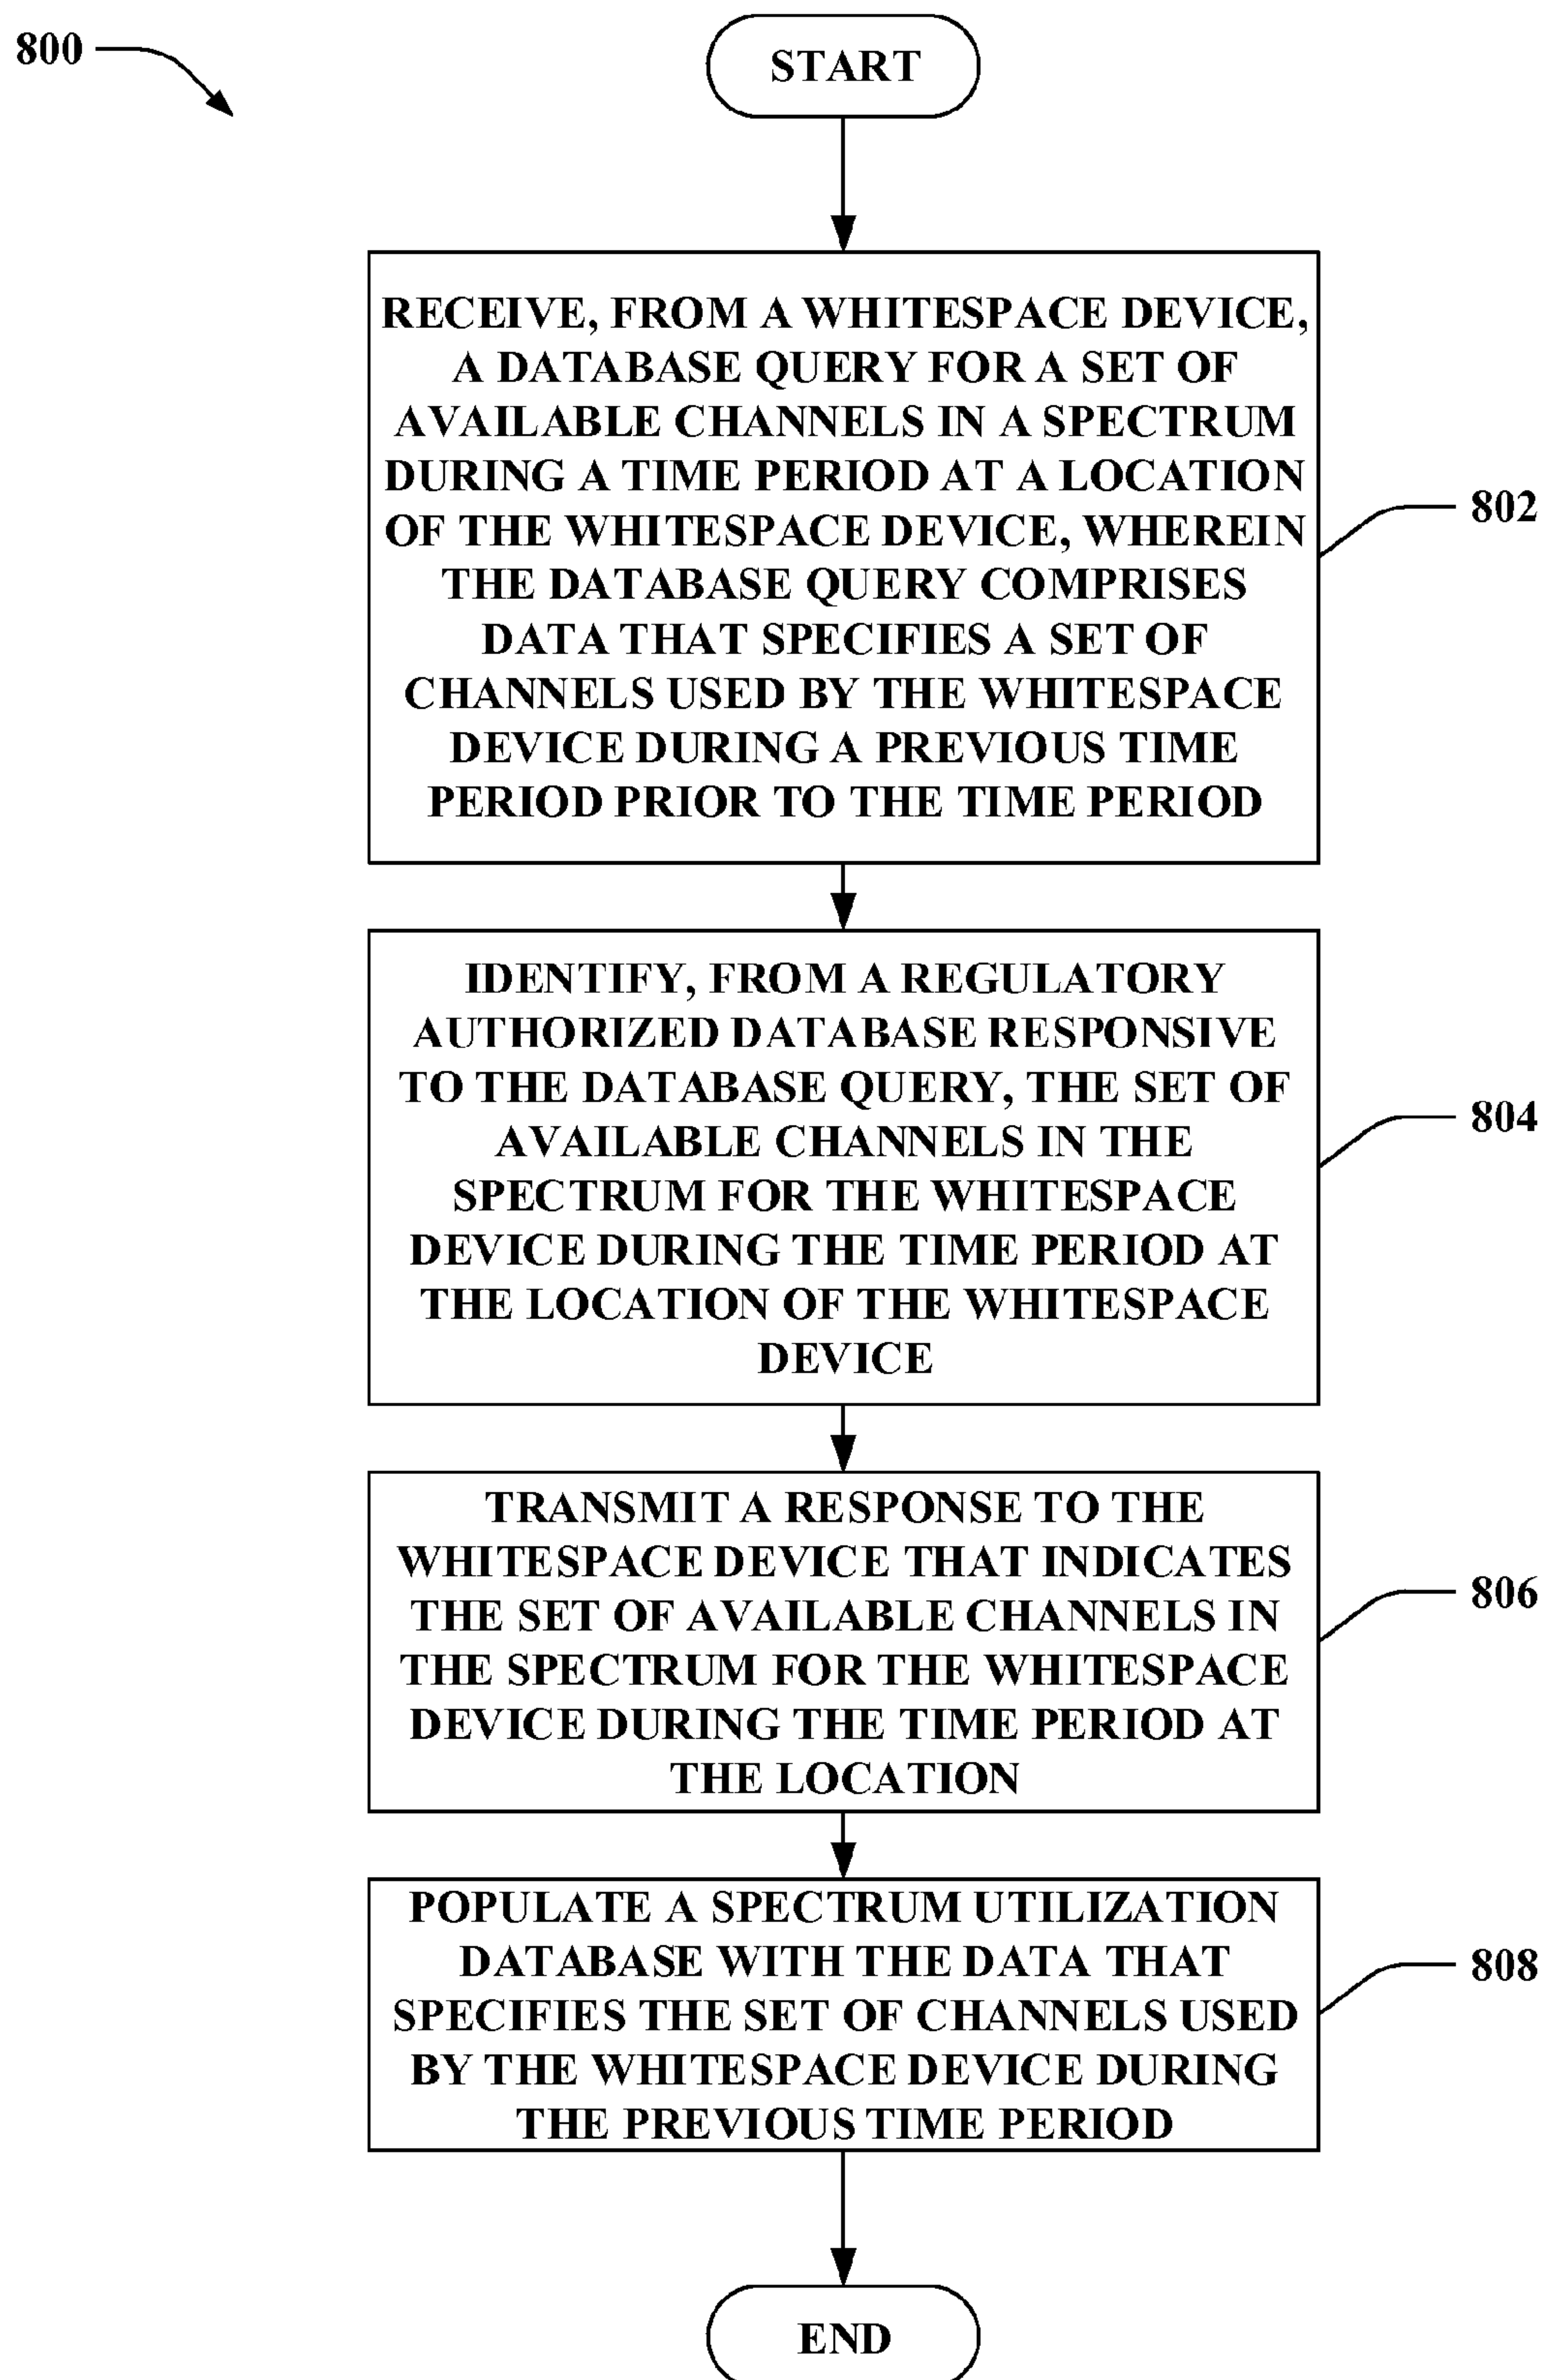 800
START
RECEIVE, FROM A WHITESPACE DEVICE,
A DATABASE QUERY FOR A SET OF
AVAILABLE CHANNELS IN A SPECTRUM
DURING A TIME PERIOD AT A LOCATION
OF THE WHITESPACE DEVICE, WHEREIN
THE DATABASE QUERY COMPRISES
DATA THAT SPECIFIES A SET OF
CHANNELS USED BY THE WHITESPACE
DEVICE DURING A PREVIOUS TIME
PERIOD PRIOR TO THE TIME PERIOD
802
IDENTIFY, FROM A REGULATORY
AUTHORIZED DATABASE RESPONSIVE
TO THE DATABASE QUERY, THE SET OF
AVAILABLE CHANNELS IN THE
SPECTRUM FOR THE WHITESPACE
DEVICE DURING THE TIME PERIOD AT
THE LOCATION OF THE WHITESPACE
DEVICE
804
TRANSMIT A RESPONSE TO THE
WHITESPACE DEVICE THAT INDICATES
THE SET OF AVAILABLE CHANNELS IN
THE SPECTRUM FOR THE WHITESPACE
DEVICE DURING THE TIME PERIOD AT
THE LOCATION
806
POPULATE A SPECTRUM UTILIZATION
DATABASE WITH THE DATA THAT
SPECIFIES THE SET OF CHANNELS USED
BY THE WHITESPACE DEVICE DURING
THE PREVIOUS TIME PERIOD
808
END